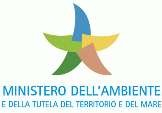 MINISTERO DELL'AMBIENTE
E DELLA TUTELA DEL TERRITORIO E DEL MARE